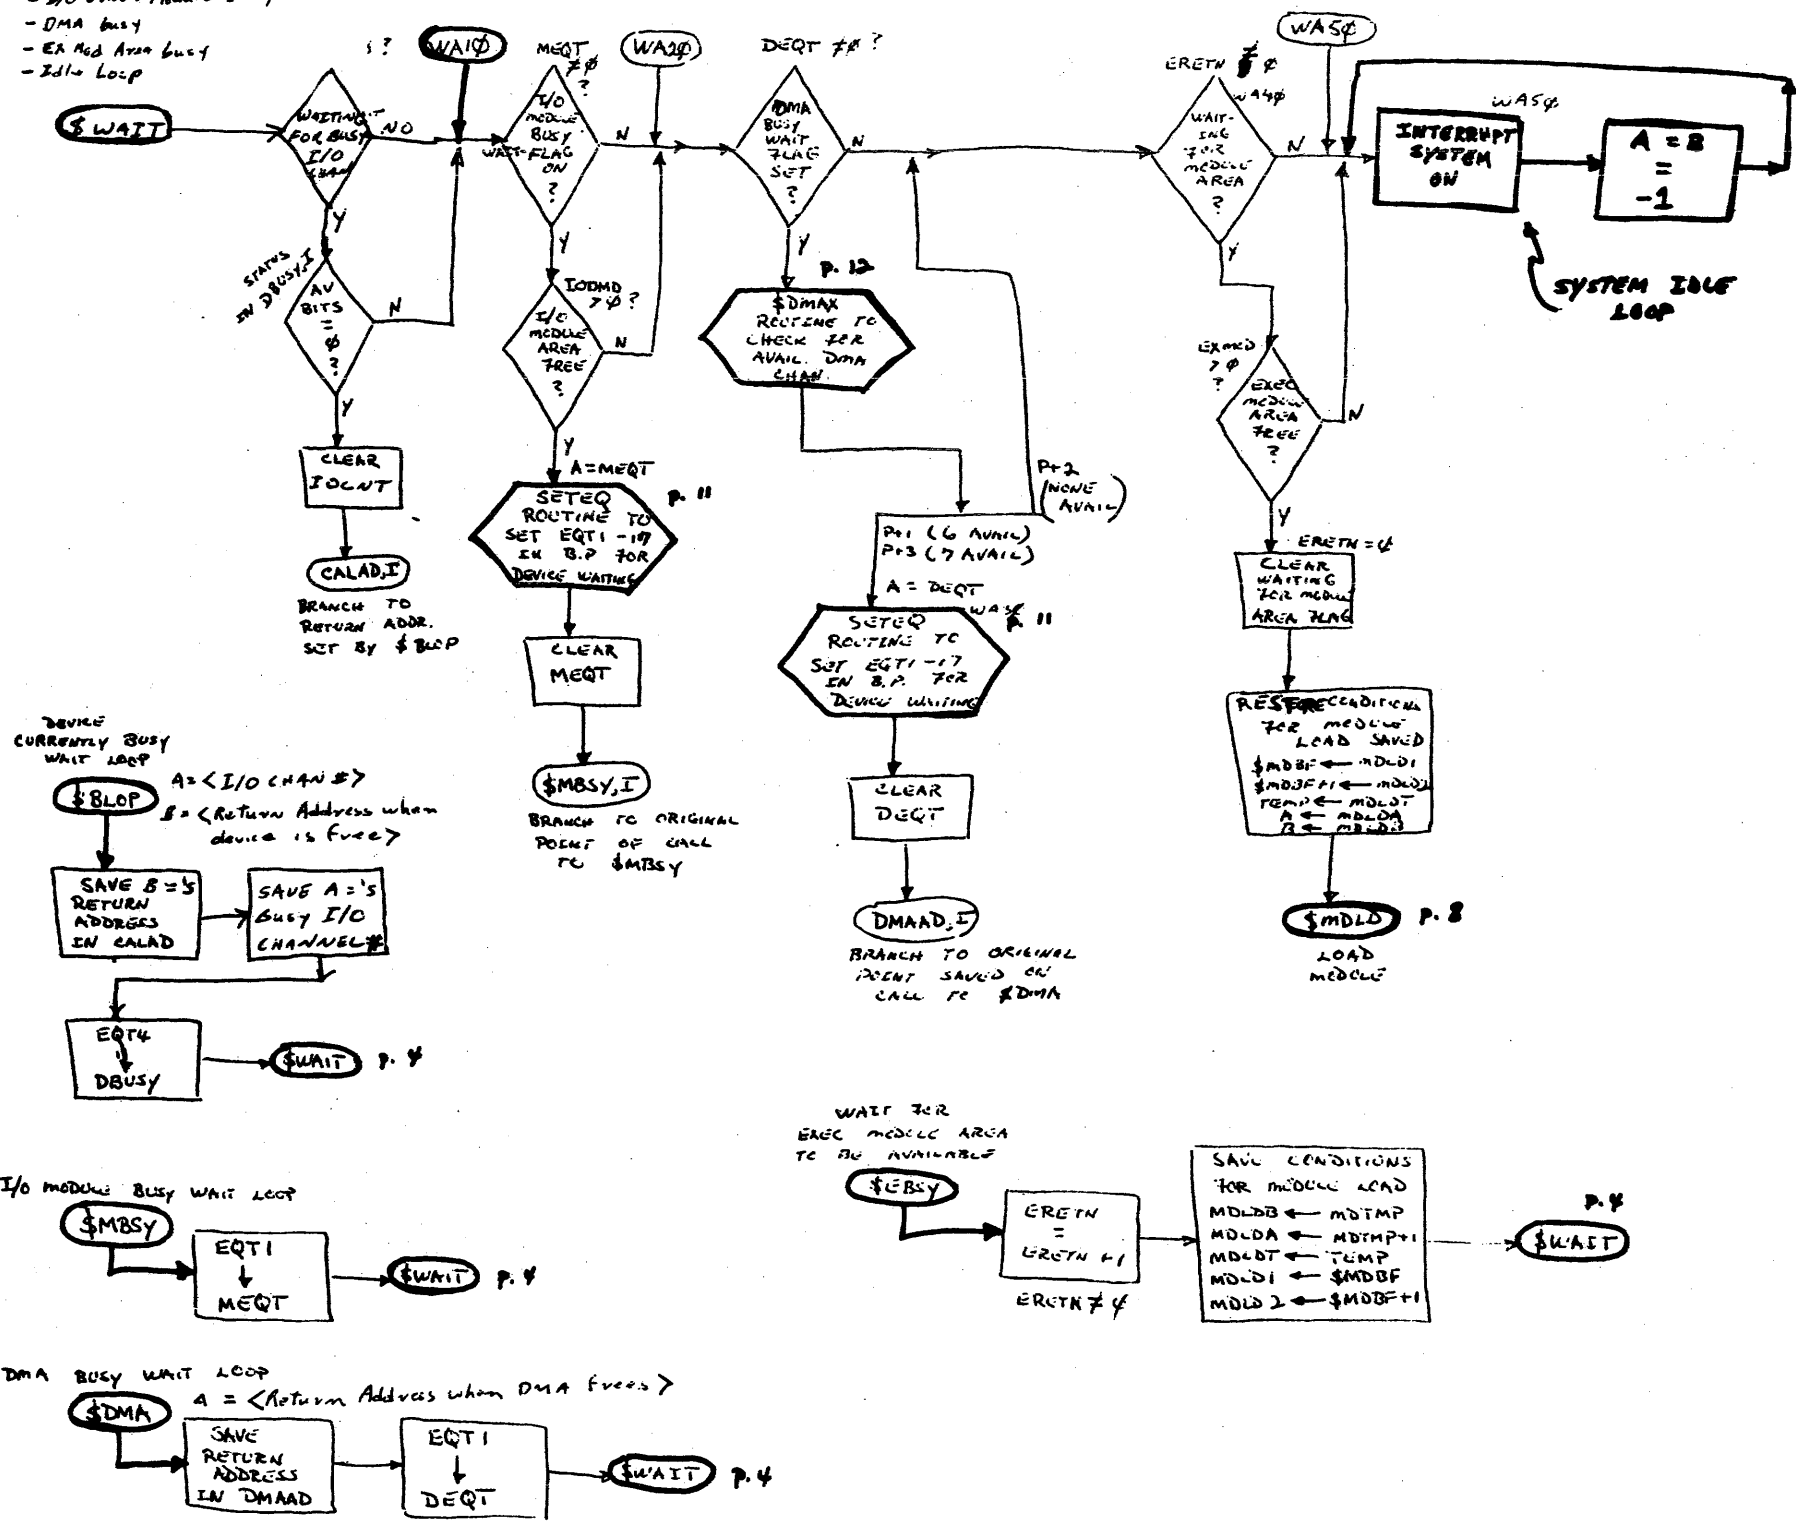 - DMA busy
- EX Mod Area busy
- Idle Loop
$WAIT
?
WAITING
FOR BUSY
I/O
CHAN
NO
Y
STATUS
IN DBUSY,I
AV
BITS
=
Ø
?
N
Y
CLEAR
IOCNT
CALAD,I
BRANCH TO
RETURN ADDR.
SET BY $BLOP
WA1Ø
MEQT
≠Ø
?
I/O
MODULE
BUSY
WAIT-FLAG
ON
?
N
Y
IODMD
>Ø ?
I/O
MODULE
AREA
FREE
?
N
Y
A=MEQT
SETEQ
ROUTINE TO
SET EQT1-17
IN B.P FOR
DEVICE WAITING
p. 11
CLEAR
MEQT
$MBSY,I
BRANCH TO ORIGINAL
POINT OF CALL
TO $MBSY
WA2Ø
DEQT ≠Ø ?
DMA
BUSY
WAIT
FLAG
SET
?
N
Y
p. 12
$DMAX
ROUTINE TO
CHECK FOR
AVAIL. DMA
CHAN.
P+2
(NONE
AVAIL)
P+1 (6 AVAIL)
P+3 (7 AVAIL)
A = DEQT
p. 11
SETEQ
ROUTINE TO
SET EQT1-17
IN B.P. FOR
DEVICE WAITING
CLEAR
DEQT
DMAAD,I
BRANCH TO ORIGINAL
POINT SAVED ON
CALL TO $DMA
ERETN ≠ Ø
WA4Ø
WAIT-
ING
FOR
MODULE
AREA
?
N
Y
EXMOD
>Ø
?
EXEC
MODULE
AREA
FREE
?
N
Y
ERETN=Ø
CLEAR
WAITING
FOR MODULE
AREA FLAG
RESTORE CONDITIONS
FOR MODULE
LOAD SAVED
$MDBF ← MDLD1
$MDBF+1 ← MDLD2
TEMP ← MDLDT
A ← MDLDA
B ← MDLDB
$MDLD
p. 8
LOAD
MODULE
WA5Ø
WA5Ø
INTERRUPT
SYSTEM
ON
A = B
=
-1
SYSTEM IDLE
LOOP
DEVICE
CURRENTLY BUSY
WAIT LOOP
$BLOP
A=<I/O CHAN #>
B=<Return Address when
device is free>
SAVE B='s
RETURN
ADDRESS
IN CALAD
SAVE A='s
BUSY I/O
CHANNEL#
EQT4
↓
DBUSY
$WAIT
p. 4
I/O MODULE BUSY WAIT LOOP
$MBSY
EQT1
↓
MEQT
$WAIT
p. 4
DMA BUSY WAIT LOOP
$DMA
A = <Return Address when DMA frees>
SAVE
RETURN
ADDRESS
IN DMAAD
EQT1
↓
DEQT
$WAIT
p. 4
WAIT FOR
EXEC MODULE AREA
TO BE AVAILABLE
$EBSY
ERETN
=
ERETN+1
ERETN≠Ø
SAVE CONDITIONS
FOR MODULE LOAD
MDLDB ← MDTMP
MDLDA ← MDTMP+1
MDLDT ← TEMP
MDLD1 ← $MDBF
MDLD2 ← $MDBF+1
p. 4
$WAIT